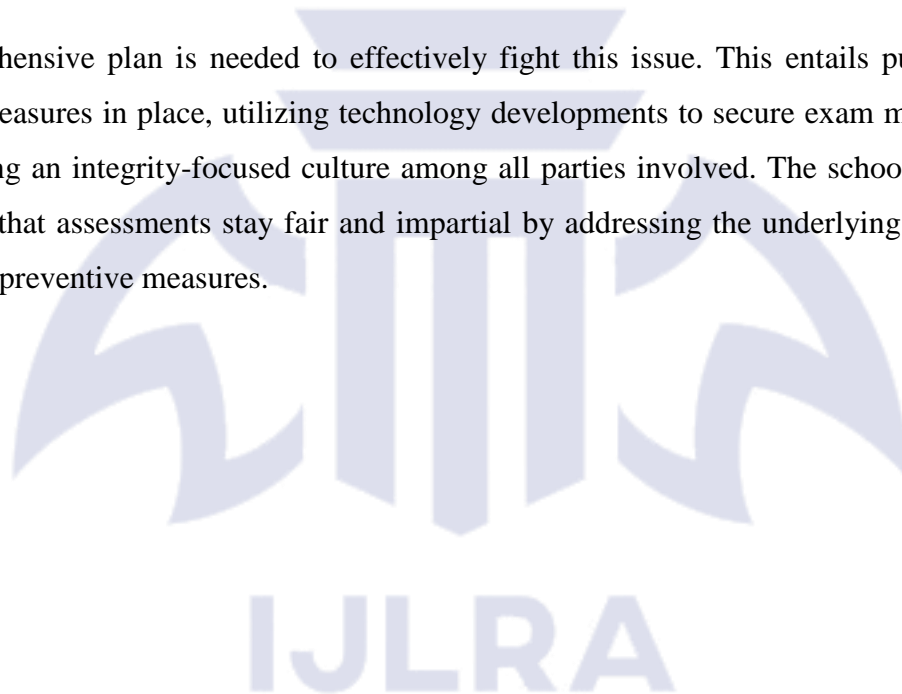 hensive plan is needed to effectively fight this issue. This entails pu
easures in place, utilizing technology developments to secure exam m
ng an integrity-focused culture among all parties involved. The schoo
that assessments stay fair and impartial by addressing the underlying
preventive measures.
IJLRA